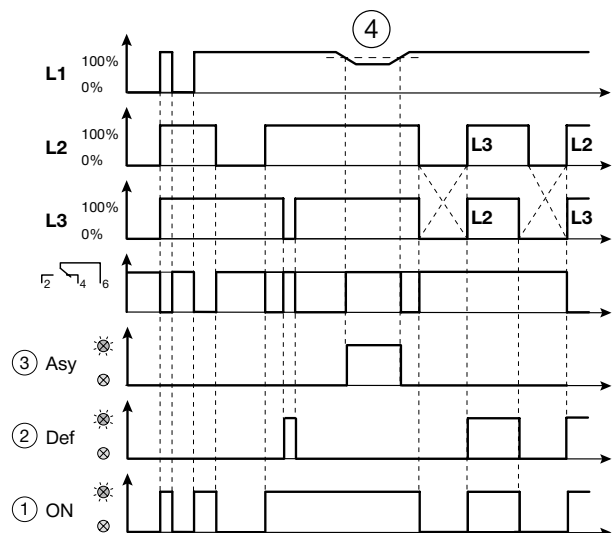 ④
L1 100%
0%
L2 100%
0%
L3
L2
L3 100%
0%
L2
L3
2 4 6
③ Asy
② Def
① ON